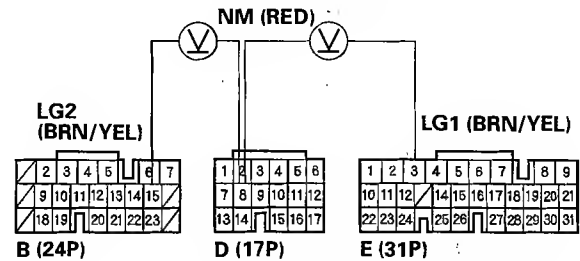 NM (RED)
V V
LG2
(BRN/YEL)
LG1 (BRN/YEL)
2 3 4 5 6 7
9 10 11 12 13 14 15
18 19 20 21 22 23
1 2 3 4 5 6
7 8 9 10 11 12
13 14 15 16 17
1 2 3 4 5 6 7 8 9
10 11 12 14 15 16 17 18 19 20 21
22 23 24 25 26 27 28 29 30 31
B (24P)
D (17P)
E (31P)